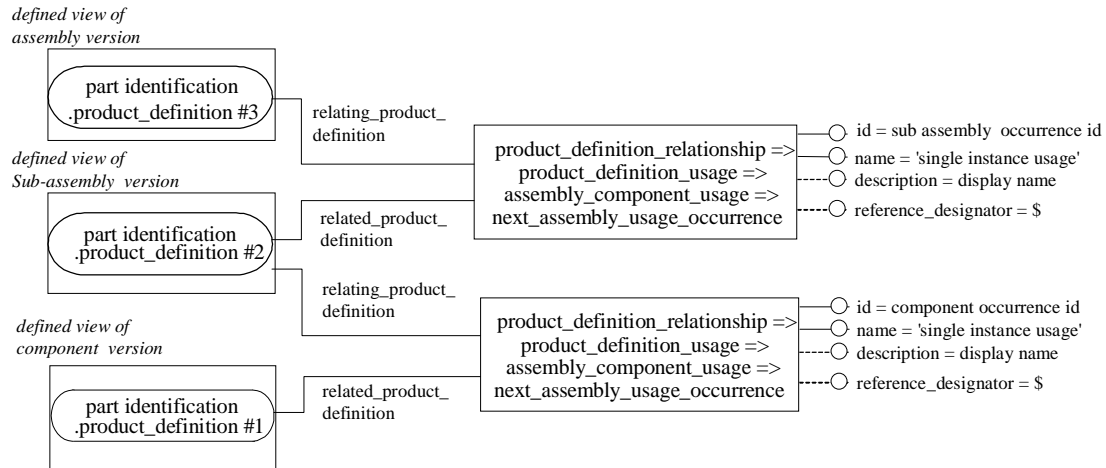 defined view of
assembly version
part identification
.product_definition #3
relating_product_
definition
product_definition_relationship =>
product_definition_usage =>
assembly_component_usage =>
next_assembly_usage_occurrence
id = sub assembly occurrence id
name = 'single instance usage'
description = display name
reference_designator = $
defined view of
Sub-assembly version
part identification
.product_definition #2
related_product_
definition
relating_product_
definition
product_definition_relationship =>
product_definition_usage =>
assembly_component_usage =>
next_assembly_usage_occurrence
id = component occurrence id
name = 'single instance usage'
description = display name
reference_designator = $
defined view of
component version
part identification
.product_definition #1
related_product_
definition